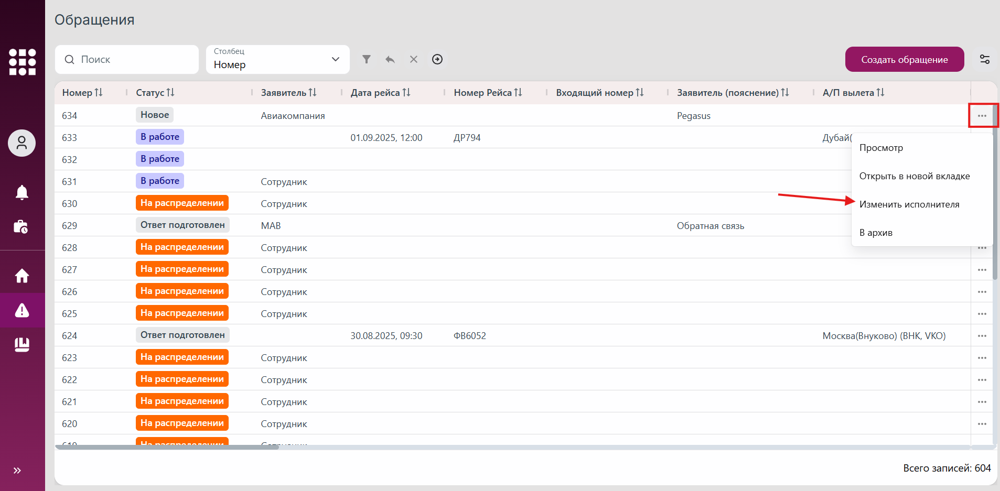 Обращения
Поиск
Столбец
Номер
Создать обращение
Номер Статус Заявитель Дата рейса Номер Рейса Входящий номер Заявитель (пояснение) А/П вылета
634 Новое Авиакомпания Pegasus
633 В работе 01.09.2025, 12:00 ДР794 Дубай(
Просмотр
632 В работе
Открыть в новой вкладке
631 В работе Сотрудник
630 На распределении Сотрудник
Изменить исполнителя
629 Ответ подготовлен МАВ Обратная связь
В архив
628 На распределении Сотрудник
627 На распределении Сотрудник
626 На распределении Сотрудник
625 На распределении Сотрудник
624 Ответ подготовлен 30.08.2025, 09:30 ФВ6052 Москва(Внуково) (ВНК, VKO)
623 На распределении Сотрудник
622 На распределении Сотрудник
621 На распределении Сотрудник
620 На распределении Сотрудник
619 На распределении Сотрудник
Всего записей: 604